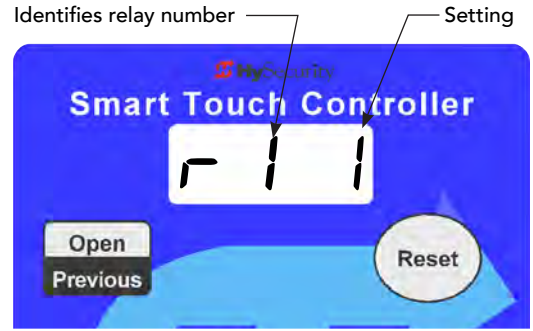 Identifies relay number Setting
HySecurity
Smart Touch Controller
r 1 1
Open
Reset
Previous